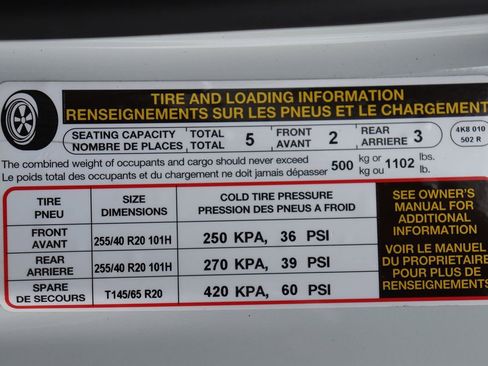 TIRE AND LOADING INFORMATION
RENSEIGNEMENTS SUR LES PNEUS ET LE CHARGEMENT
SEATING CAPACITY TOTAL 5 FRONT 2 REAR 3
NOMBRE DE PLACES TOTAL AVANT ARRIERE
4K8 010
502 R
The combined weight of occupants and cargo should never exceed 500 kg or 1102 lbs.
Le poids total des occupants et du chargement ne doit jamais dépasser kg ou lb.
TIRE SIZE COLD TIRE PRESSURE
PNEU DIMENSIONS PRESSION DES PNEUS A FROID
FRONT
AVANT 255/40 R20 101H 250 KPA, 36 PSI
REAR
ARRIERE 255/40 R20 101H 270 KPA, 39 PSI
SPARE
DE SECOURS T145/65 R20 420 KPA, 60 PSI
SEE OWNER'S
MANUAL FOR
ADDITIONAL
INFORMATION
VOIR LE MANUEL
DU PROPRIETAIRE
POUR PLUS DE
RENSEIGNEMENTS